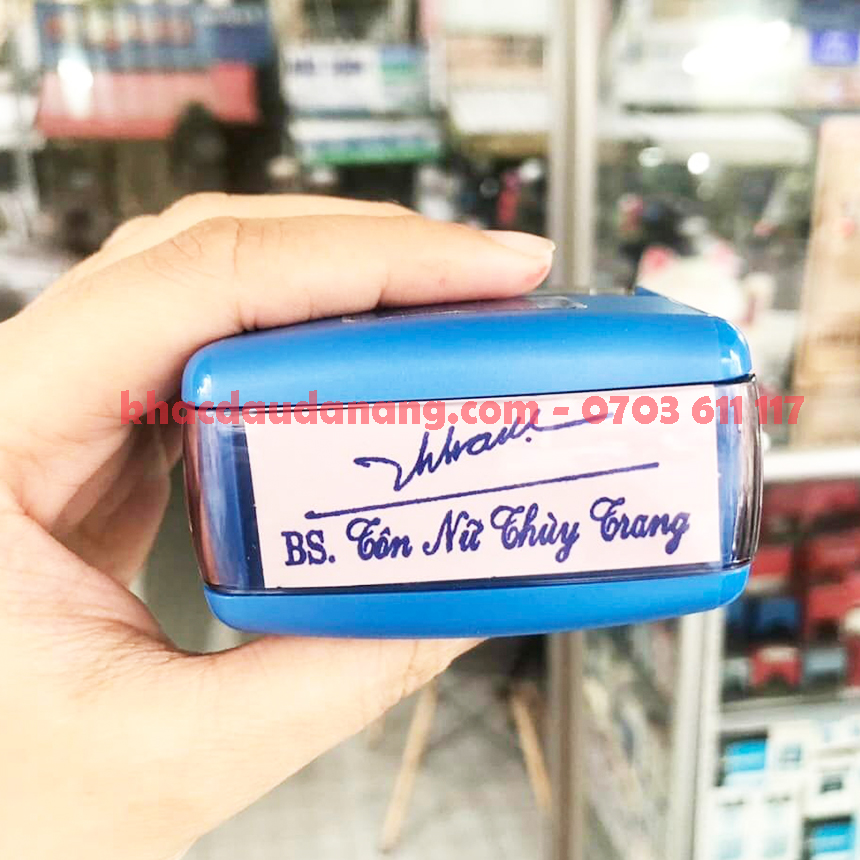 khacdaudanang.com - 0703 611 117
BS. Tôn Nữ Thùy Trang